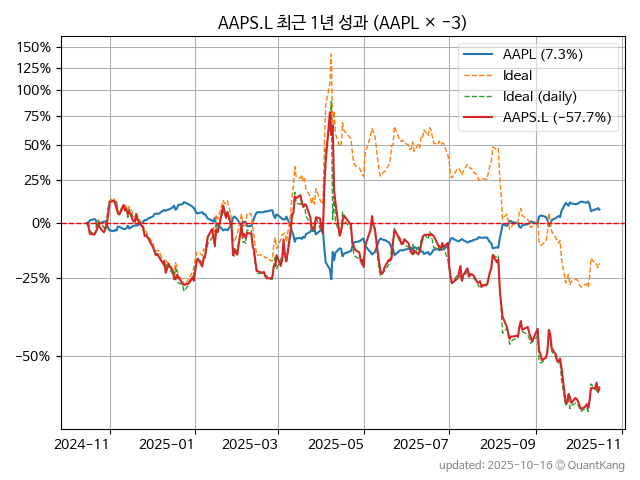 AAPS.L 최근 1년 성과 (AAPL × −3)
150%
125%
100%
75%
50%
25%
0%
−25%
−50%
AAPL (7.3%)
Ideal
Ideal (daily)
AAPS.L (−57.7%)
2024−11
2025−01
2025−03
2025−05
2025−07
2025−09
2025−11
updated: 2025-10-16 © QuantKang